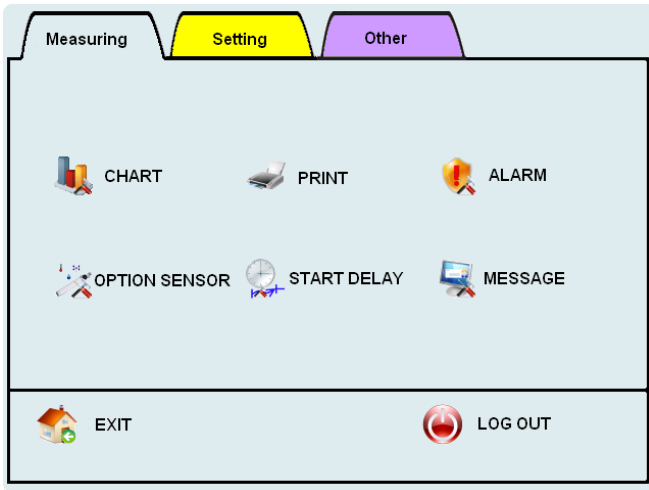 Measuring Setting Other
CHART PRINT ALARM
OPTION SENSOR START DELAY MESSAGE
EXIT LOG OUT